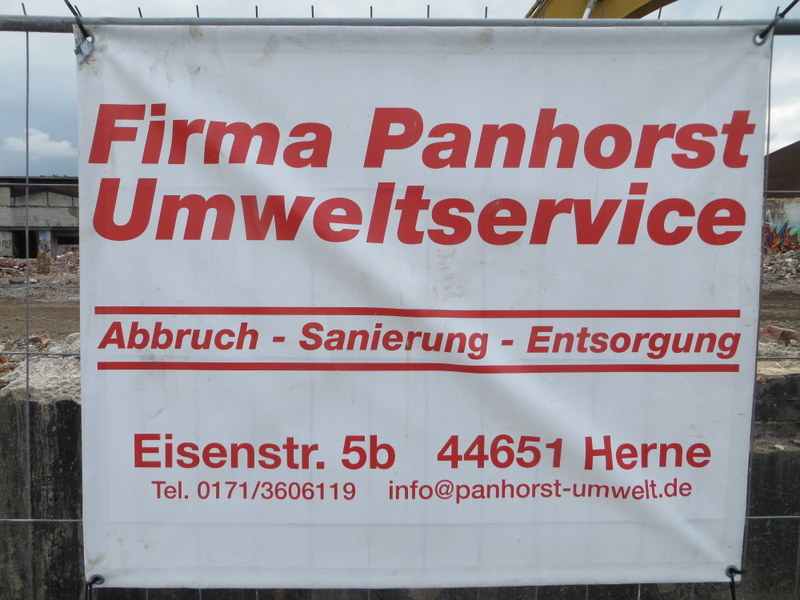 Firma Panhorst
Umweltservice
Abbruch - Sanierung - Entsorgung
Eisenstr. 5b 44651 Herne
Tel. 0171/3606119 info@panhorst-umwelt.de